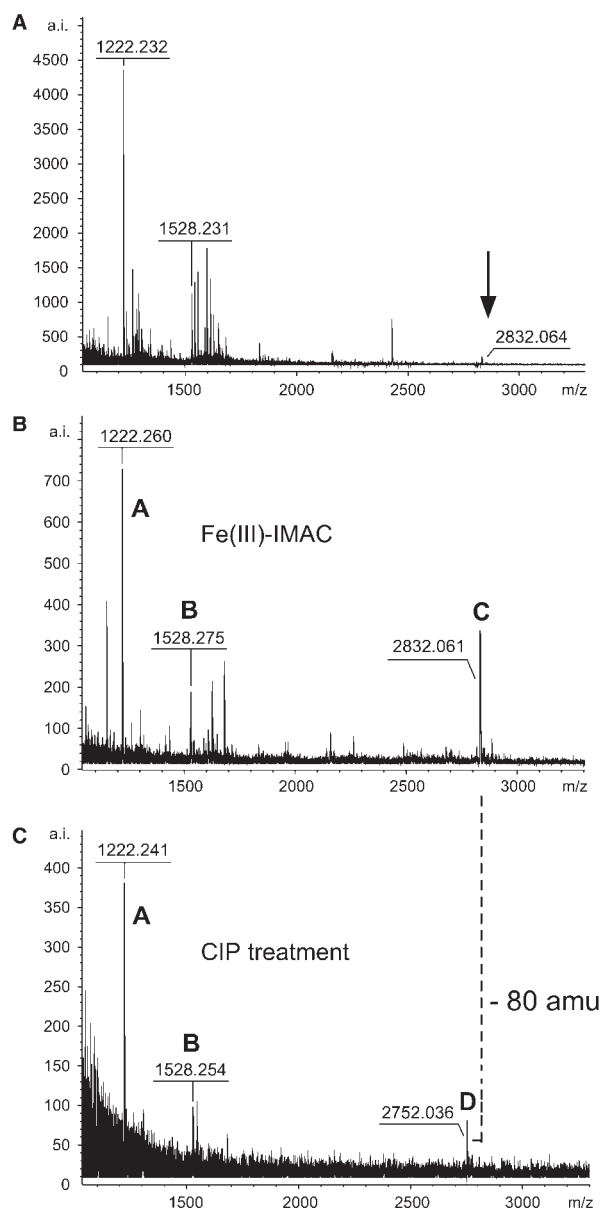 A
a.i.
1222.232
4500
4000
3500
3000
2500
2000
1528.231
1500
1000
2832.064
500
0
1500 2000 2500 3000 m/z
B
a.i.
1222.260
700
A
600
Fe(III)-IMAC
500
400
B
C
1528.275
300
2832.061
200
100
0
1500 2000 2500 3000 m/z
C
a.i.
1222.241
400
A
350
CIP treatment
300
- 80 amu
250
200
B
150
1528.254
D
100
2752.036
50
0
1500 2000 2500 3000 m/z